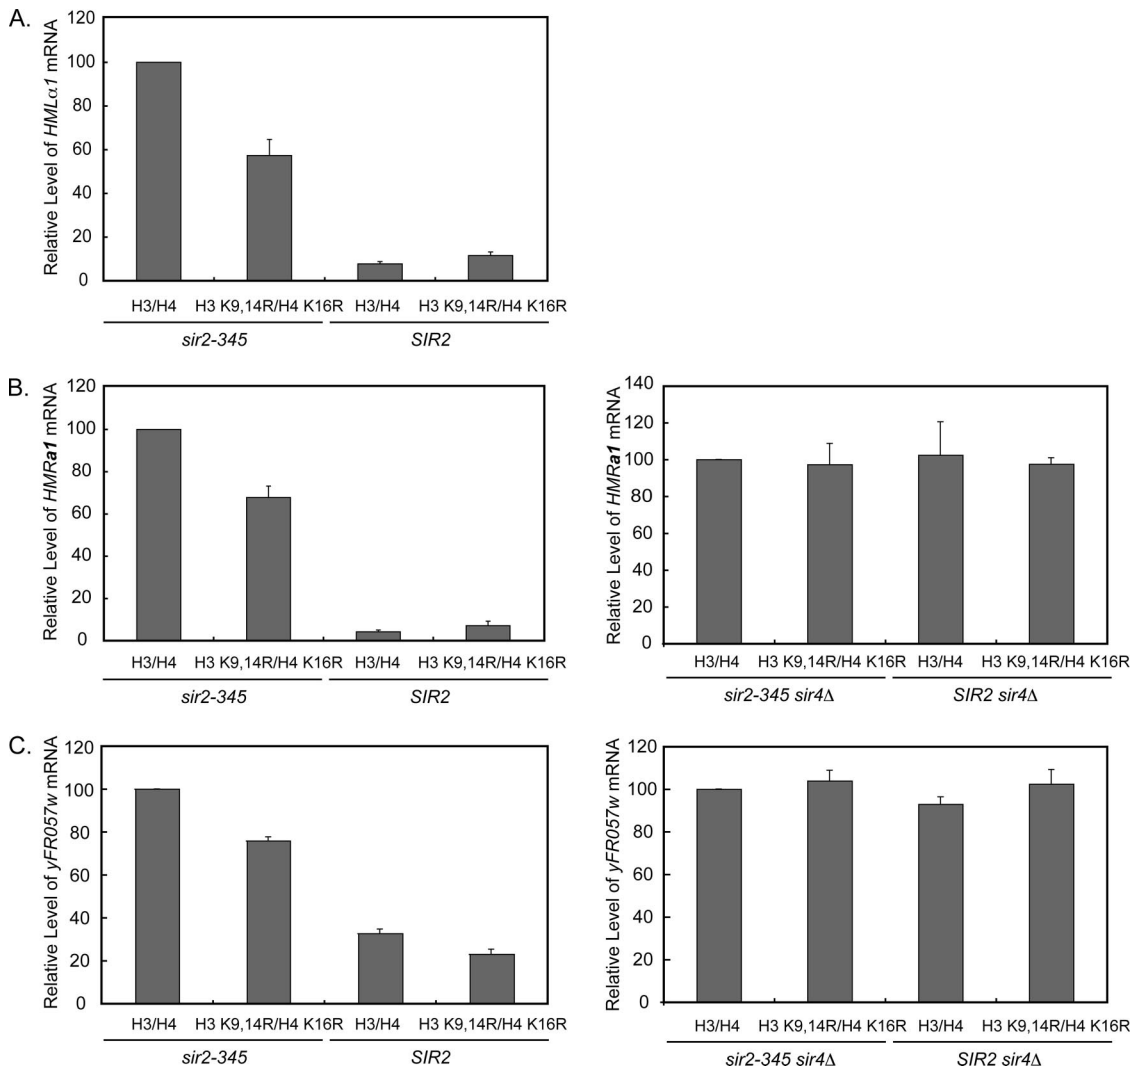 A.
Relative Level of HMLα1 mRNA
120
100
80
60
40
20
0
H3/H4 H3 K9,14R/H4 K16R H3/H4 H3 K9,14R/H4 K16R
sir2-345 SIR2
B.
Relative Level of HMRa1 mRNA
120
100
80
60
40
20
0
H3/H4 H3 K9,14R/H4 K16R H3/H4 H3 K9,14R/H4 K16R
sir2-345 SIR2
Relative Level of HMRa1 mRNA
140
120
100
80
60
40
20
0
H3/H4 H3 K9,14R/H4 K16R H3/H4 H3 K9,14R/H4 K16R
sir2-345 sir4Δ SIR2 sir4Δ
C.
Relative Level of yFR057w mRNA
120
100
80
60
40
20
0
H3/H4 H3 K9,14R/H4 K16R H3/H4 H3 K9,14R/H4 K16R
sir2-345 SIR2
Relative Level of yFR057w mRNA
120
100
80
60
40
20
0
H3/H4 H3 K9,14R/H4 K16R H3/H4 H3 K9,14R/H4 K16R
sir2-345 sir4Δ SIR2 sir4Δ